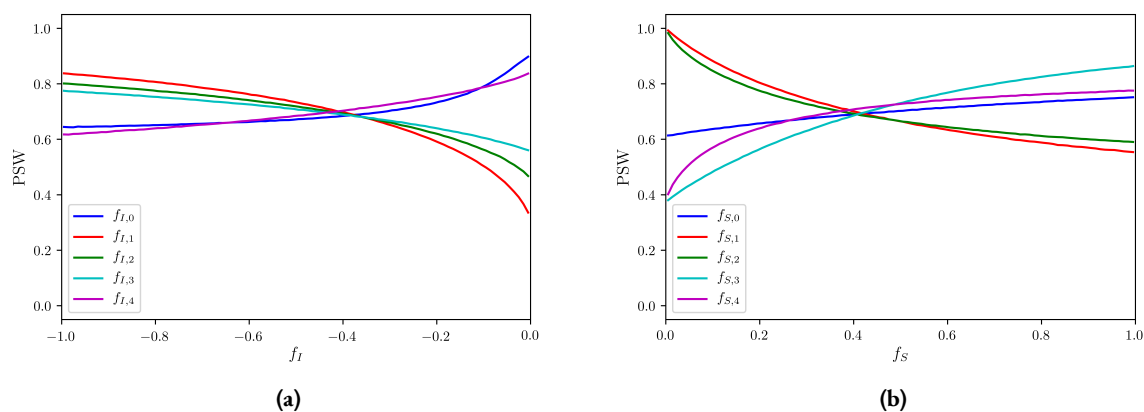 1.0
0.8
0.6
0.4
0.2
0.0
PSW
f_{I,0}
f_{I,1}
f_{I,2}
f_{I,3}
f_{I,4}
−1.0 −0.8 −0.6 −0.4 −0.2 0.0
f_I
(a)
1.0
0.8
0.6
0.4
0.2
0.0
PSW
f_{S,0}
f_{S,1}
f_{S,2}
f_{S,3}
f_{S,4}
0.0 0.2 0.4 0.6 0.8 1.0
f_S
(b)